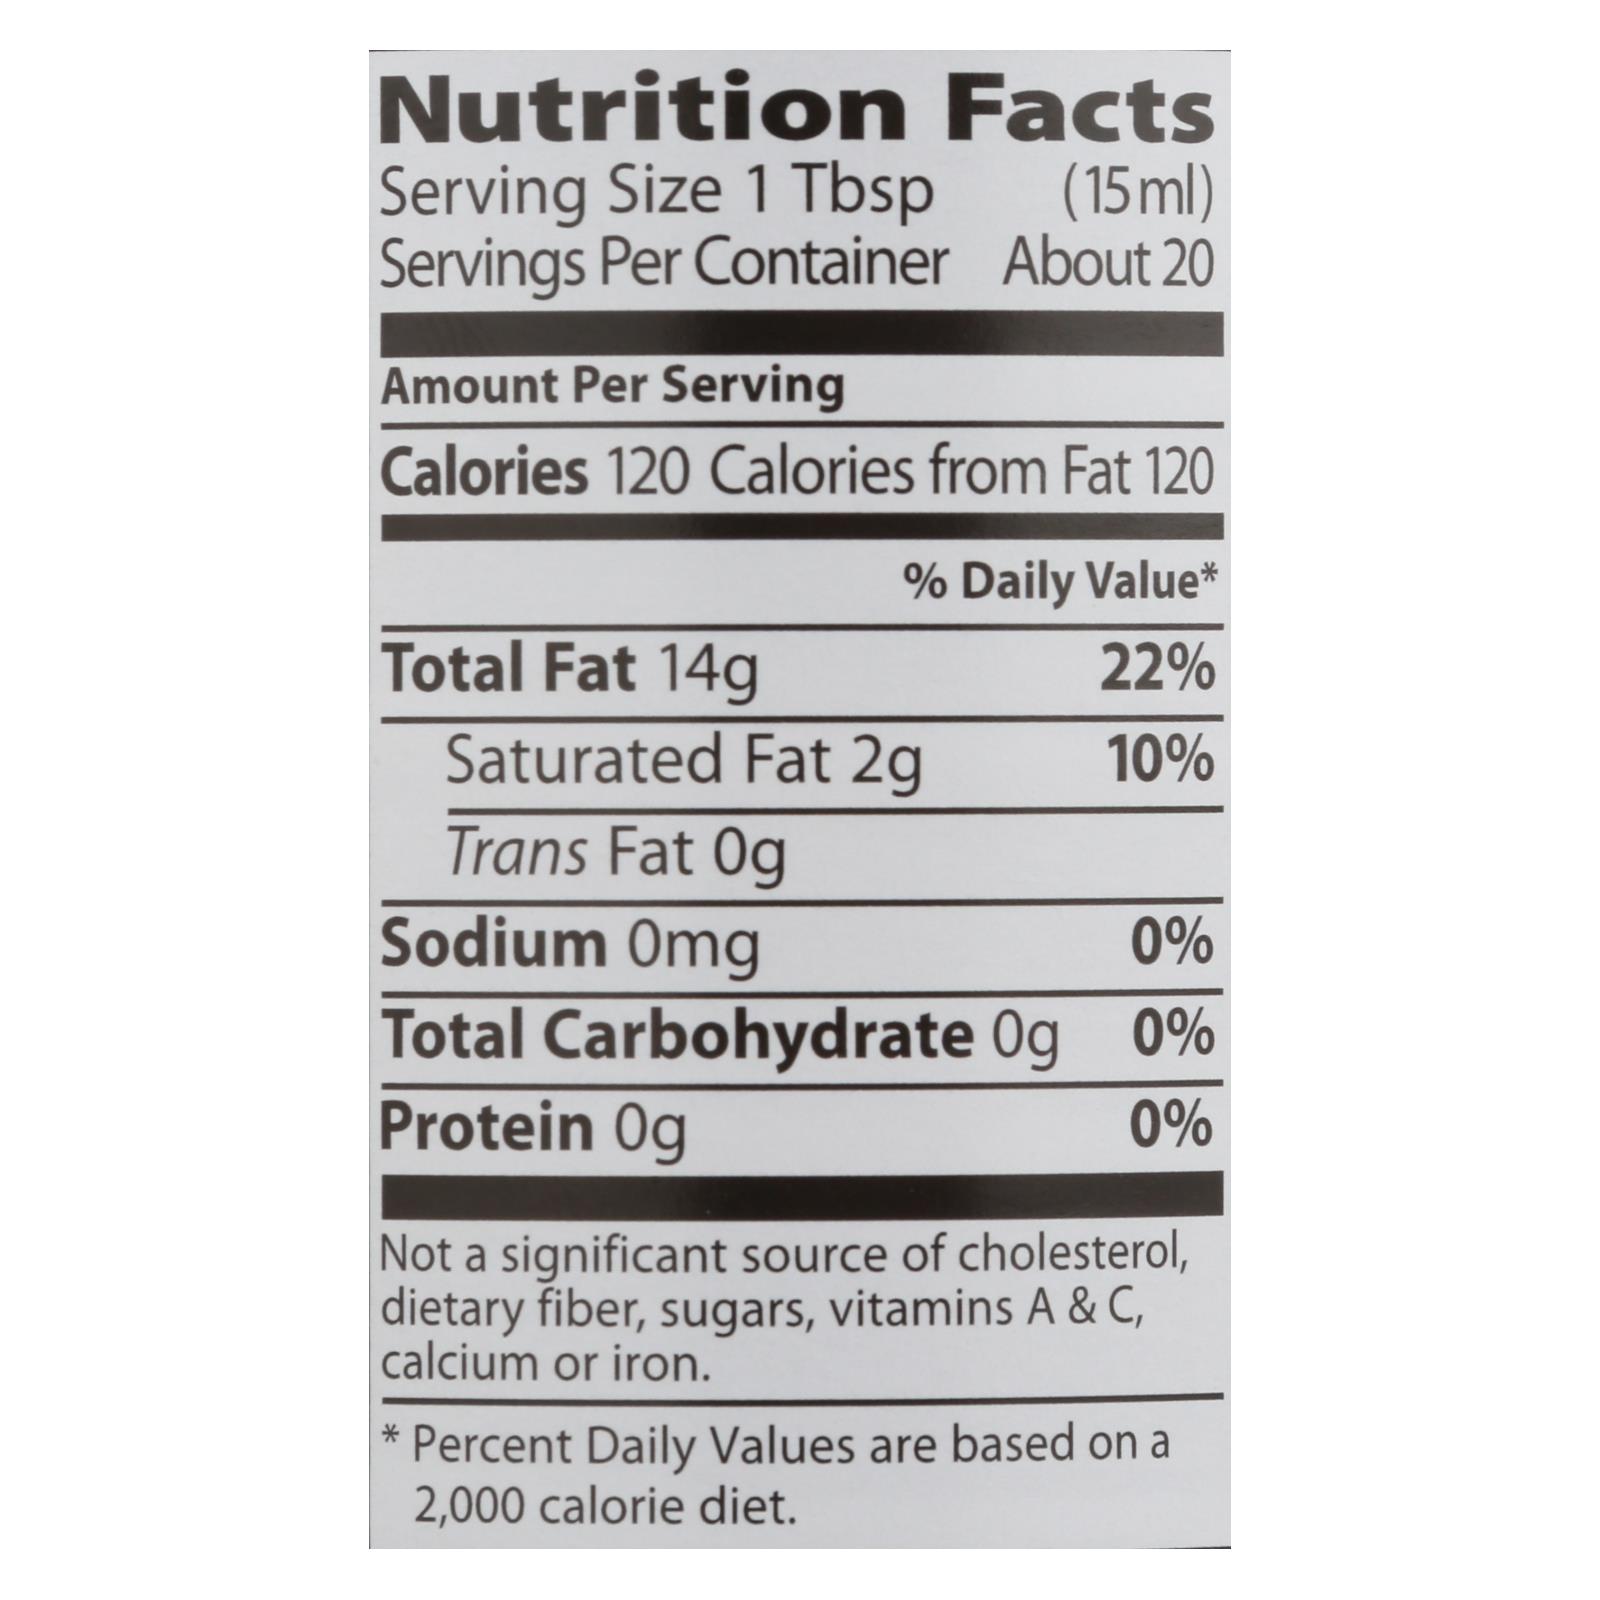 Nutrition Facts
Serving Size 1 Tbsp (15ml)
Servings Per Container About 20
Amount Per Serving
Calories 120 Calories from Fat 120
% Daily Value*
Total Fat 14g 22%
Saturated Fat 2g 10%
Trans Fat 0g
Sodium 0mg 0%
Total Carbohydrate 0g 0%
Protein 0g 0%
Not a significant source of cholesterol,
dietary fiber, sugars, vitamins A & C,
calcium or iron.
* Percent Daily Values are based on a
2,000 calorie diet.